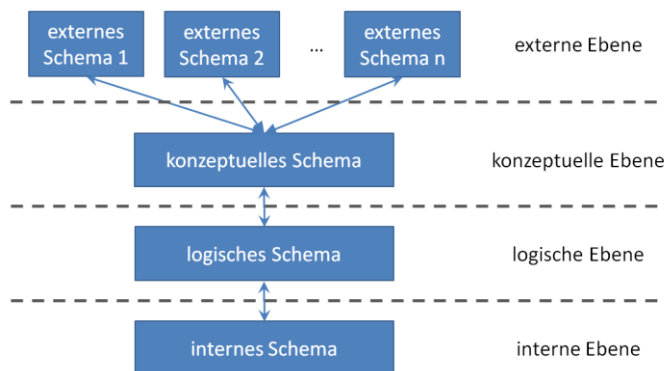 externes
Schema 1
externes
Schema 2
...
externes
Schema n
externe Ebene
konzeptuelles Schema
konzeptuelle Ebene
logisches Schema
logische Ebene
internes Schema
interne Ebene